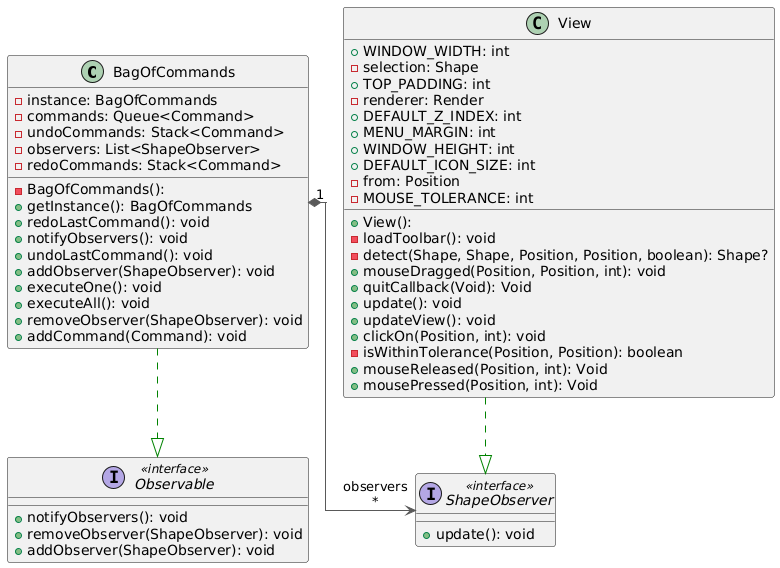 C BagOfCommands
instance: BagOfCommands
commands: Queue<Command>
undoCommands: Stack<Command>
observers: List<ShapeObserver>
redoCommands: Stack<Command>
BagOfCommands():
getInstance(): BagOfCommands
redoLastCommand(): void
notifyObservers(): void
undoLastCommand(): void
addObserver(ShapeObserver): void
executeOne(): void
executeAll(): void
removeObserver(ShapeObserver): void
addCommand(Command): void
C View
WINDOW_WIDTH: int
selection: Shape
TOP_PADDING: int
renderer: Render
DEFAULT_Z_INDEX: int
MENU_MARGIN: int
WINDOW_HEIGHT: int
DEFAULT_ICON_SIZE: int
from: Position
MOUSE_TOLERANCE: int
View():
loadToolbar(): void
detect(Shape, Shape, Position, Position, boolean): Shape?
mouseDragged(Position, Position, int): void
quitCallback(Void): Void
update(): void
updateView(): void
clickOn(Position, int): void
isWithinTolerance(Position, Position): boolean
mouseReleased(Position, int): Void
mousePressed(Position, int): Void
1
observers
*
I «interface»
Observable
notifyObservers(): void
removeObserver(ShapeObserver): void
addObserver(ShapeObserver): void
I «interface»
ShapeObserver
update(): void